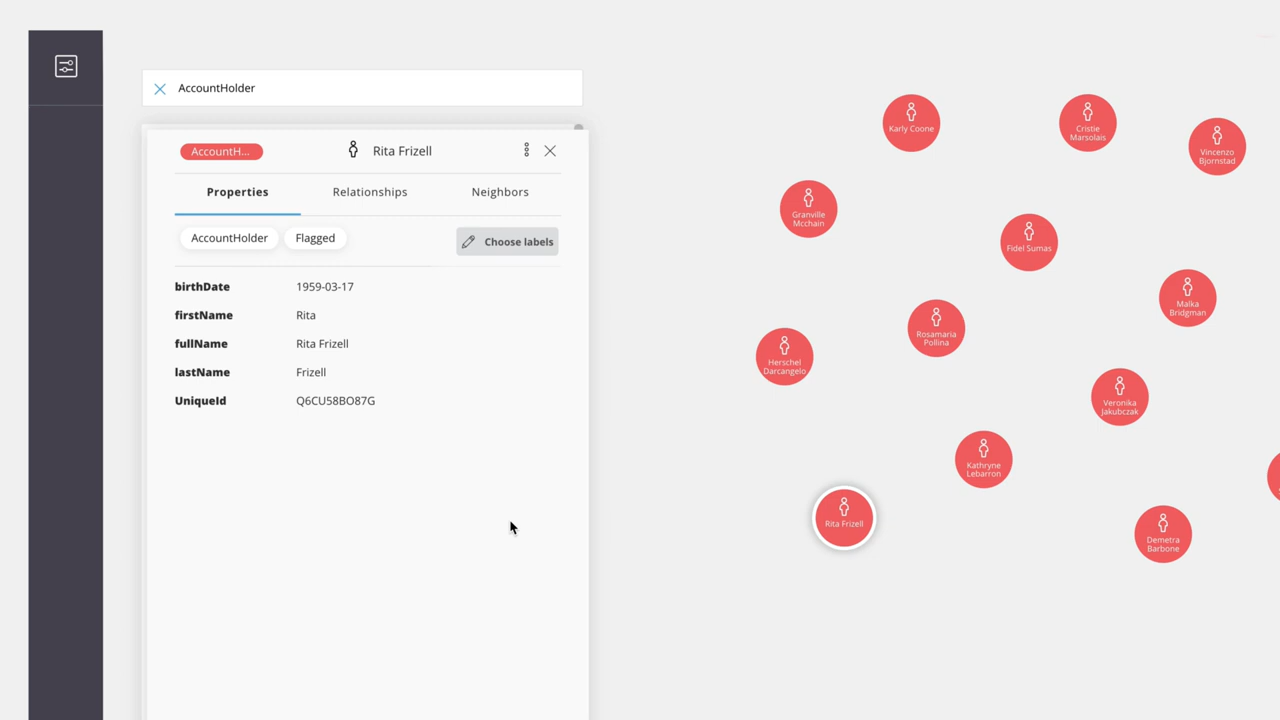 AccountHolder
AccountH...
Rita Frizell
Properties
Relationships
Neighbors
AccountHolder
Flagged
Choose labels
birthDate 1959-03-17
firstName Rita
fullName Rita Frizell
lastName Frizell
UniqueId Q6CU58BO87G
Karly Coone
Cristie
Marsolais
Vincenzo
Bjornstad
Granville
Mcchain
Fidel Sumas
Malka
Bridgman
Rosamaria
Pollina
Herschel
Darcangelo
Veronika
Jakubczak
Kathryne
Lebarron
Rita Frizell
Demetra
Barbone